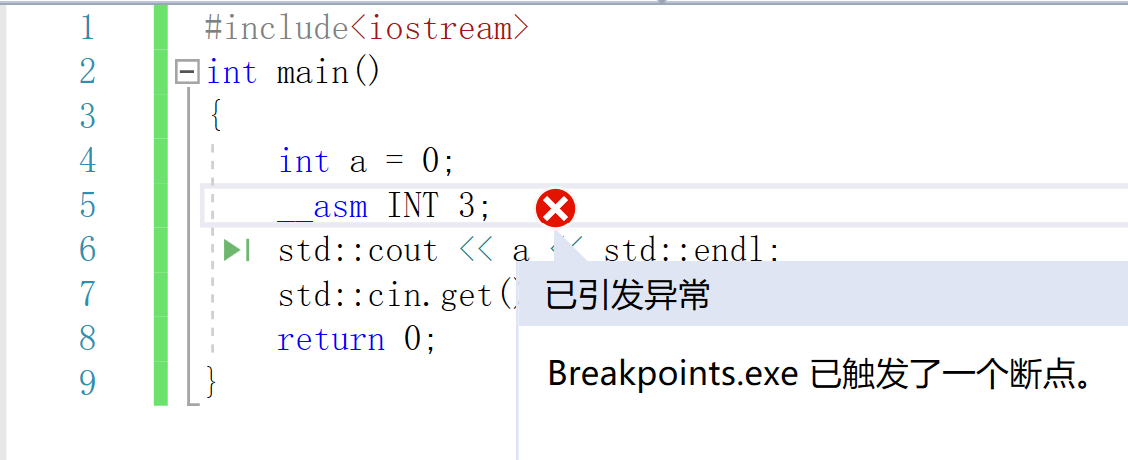 1 #include<iostream>
2 int main()
3 {
4 int a = 0;
5 __asm INT 3;
6 std::cout << a << std::endl;
7 std::cin.get()
8 return 0;
9 }
已引发异常
Breakpoints.exe 已触发了一个断点。